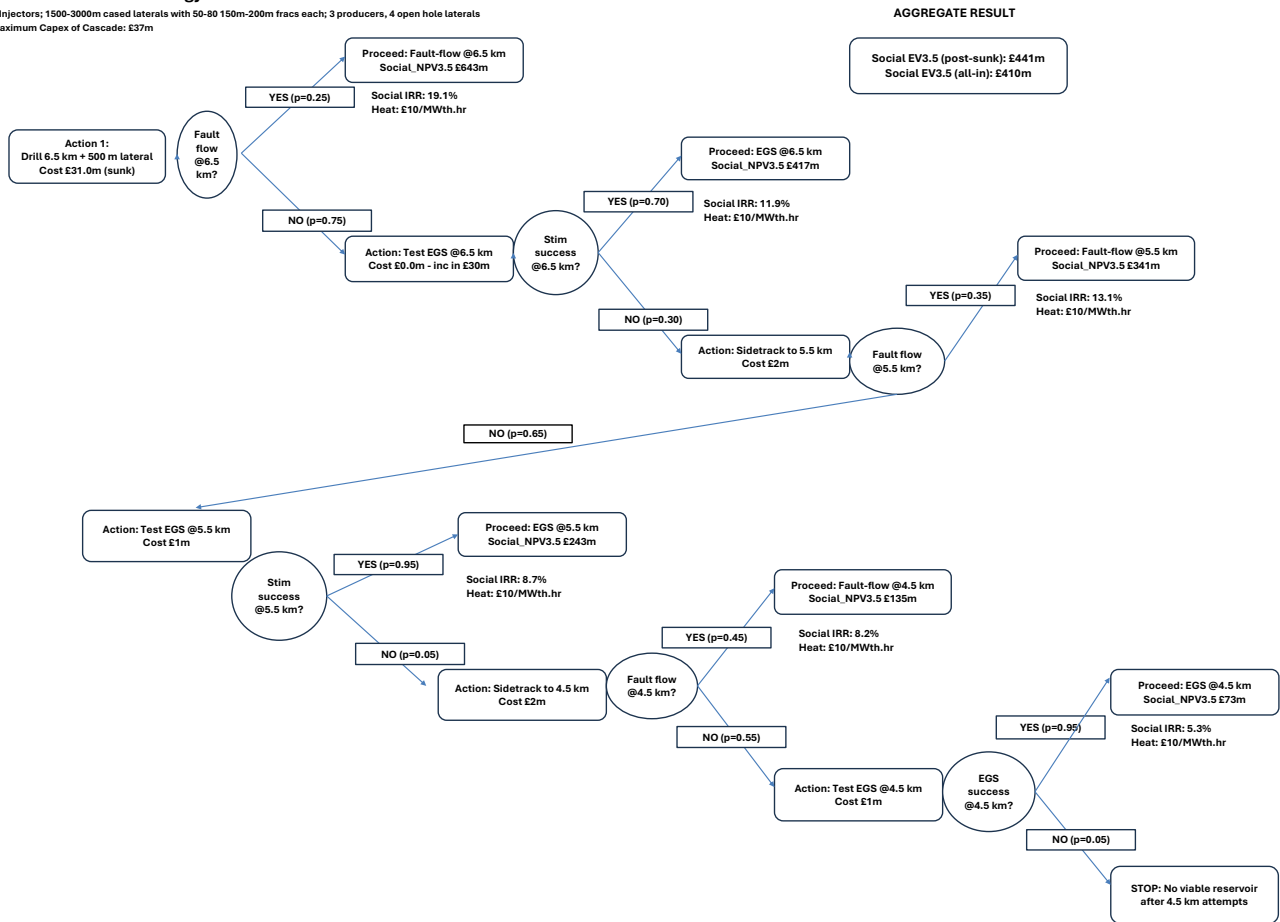 Injectors; 1500-3000m cased laterals with 50-80 150m-200m fracs each; 3 producers, 4 open hole laterals
aximum Capex of Cascade: £37m
AGGREGATE RESULT
Social EV3.5 (post-sunk): £441m
Social EV3.5 (all-in): £410m
Proceed: Fault-flow @6.5 km
Social_NPV3.5 £643m
YES (p=0.25)
Social IRR: 19.1%
Heat: £10/MWth.hr
Action 1:
Drill 6.5 km + 500 m lateral
Cost £31.0m (sunk)
Fault
flow
@6.5
km?
NO (p=0.75)
Action: Test EGS @6.5 km
Cost £0.0m - inc in £30m
Stim
success
@6.5 km?
Proceed: EGS @6.5 km
Social_NPV3.5 £417m
YES (p=0.70)
Social IRR: 11.9%
Heat: £10/MWth.hr
NO (p=0.30)
Action: Sidetrack to 5.5 km
Cost £2m
Fault flow
@5.5 km?
Proceed: Fault-flow @5.5 km
Social_NPV3.5 £341m
YES (p=0.35)
Social IRR: 13.1%
Heat: £10/MWth.hr
NO (p=0.65)
Action: Test EGS @5.5 km
Cost £1m
Stim
success
@5.5 km?
Proceed: EGS @5.5 km
Social_NPV3.5 £243m
YES (p=0.95)
Social IRR: 8.7%
Heat: £10/MWth.hr
NO (p=0.05)
Action: Sidetrack to 4.5 km
Cost £2m
Fault flow
@4.5 km?
Proceed: Fault-flow @4.5 km
Social_NPV3.5 £135m
YES (p=0.45)
Social IRR: 8.2%
Heat: £10/MWth.hr
NO (p=0.55)
Action: Test EGS @4.5 km
Cost £1m
EGS
success
@4.5 km?
Proceed: EGS @4.5 km
Social_NPV3.5 £73m
YES (p=0.95)
Social IRR: 5.3%
Heat: £10/MWth.hr
NO (p=0.05)
STOP: No viable reservoir
after 4.5 km attempts